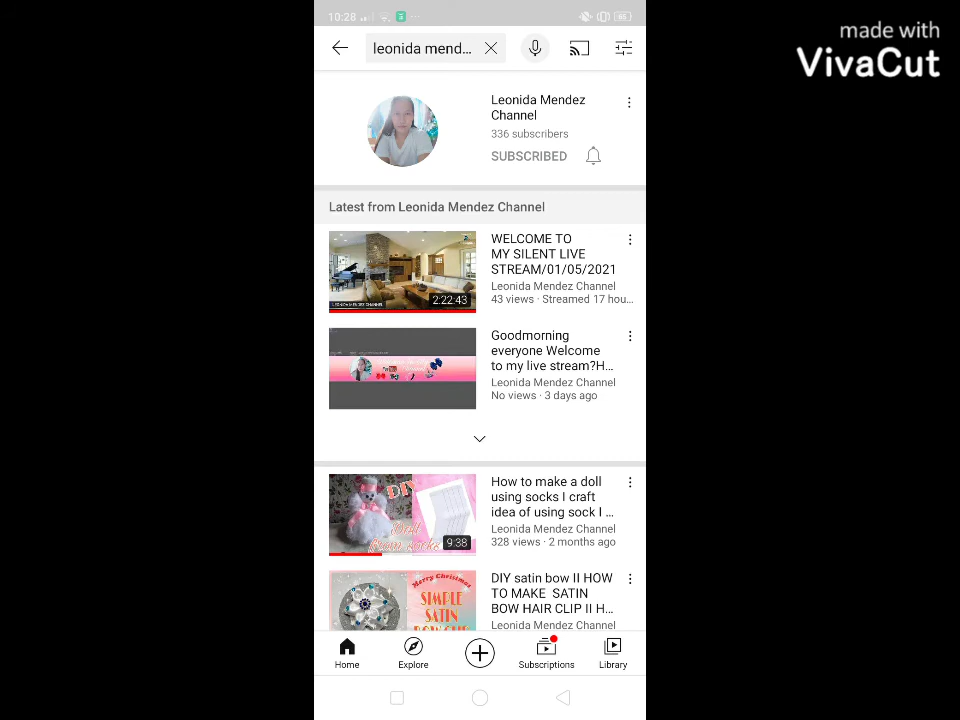 10:28
65
made with
VivaCut
leonida mend...
Leonida Mendez
Channel
336 subscribers
SUBSCRIBED
Latest from Leonida Mendez Channel
WELCOME TO
MY SILENT LIVE
STREAM/01/05/2021
Leonida Mendez Channel
43 views · Streamed 17 hou...
2:22:43
Goodmorning
everyone Welcome
to my live stream?H...
Leonida Mendez Channel
No views · 3 days ago
DIY
Doll
From socks
9:38
How to make a doll
using socks I craft
idea of using sock I ...
Leonida Mendez Channel
328 views · 2 months ago
Merry Christmas
SIMPLE
SATIN
DIY satin bow II HOW
TO MAKE SATIN
BOW HAIR CLIP II H...
Leonida Mendez Channel
Home
Explore
Subscriptions
Library